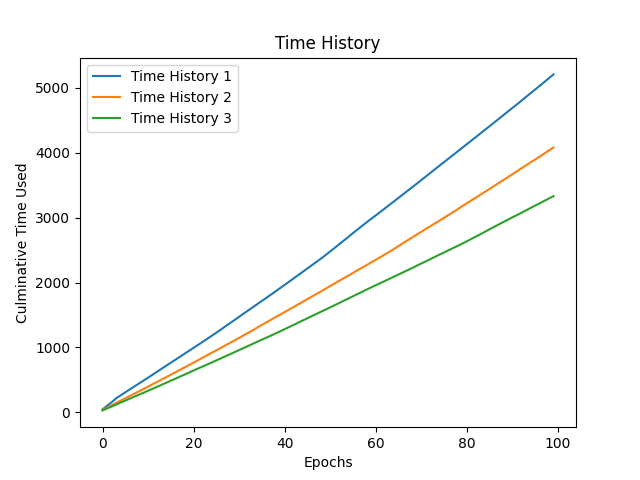 Time History
Time History 1
Time History 2
Time History 3
Culminative Time Used
5000
4000
3000
2000
1000
0
0 20 40 60 80 100
Epochs